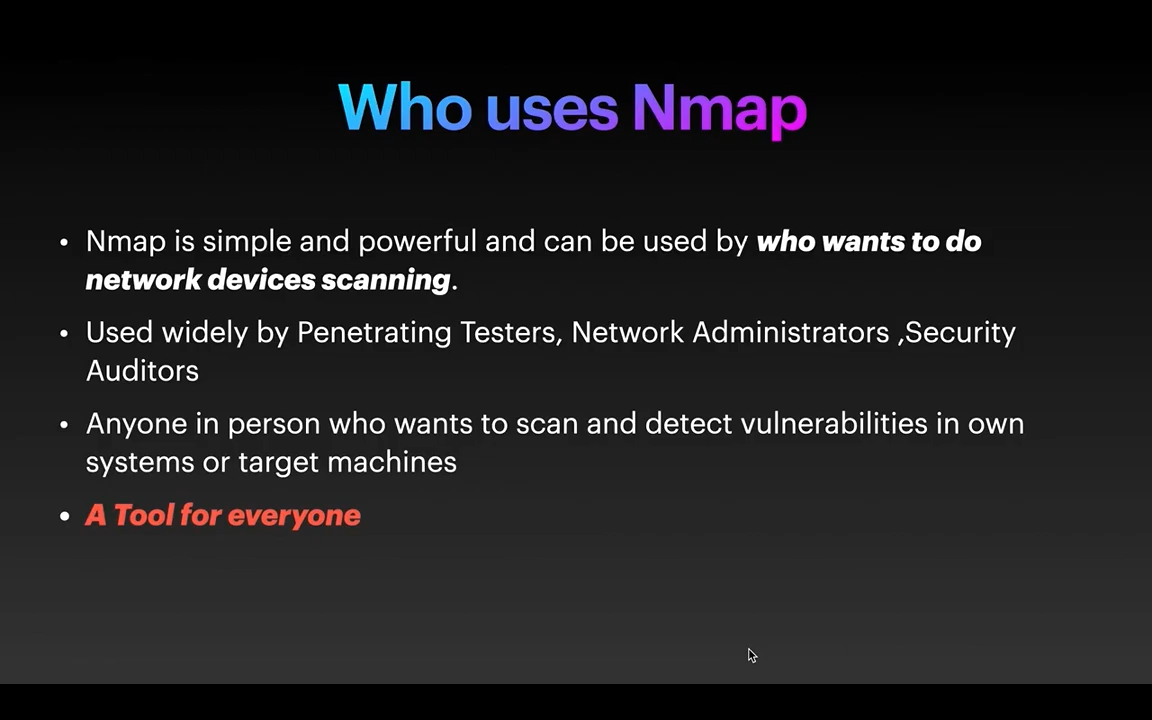 Who uses Nmap
• Nmap is simple and powerful and can be used by who wants to do
network devices scanning.
• Used widely by Penetrating Testers, Network Administrators ,Security
Auditors
• Anyone in person who wants to scan and detect vulnerabilities in own
systems or target machines
• A Tool for everyone